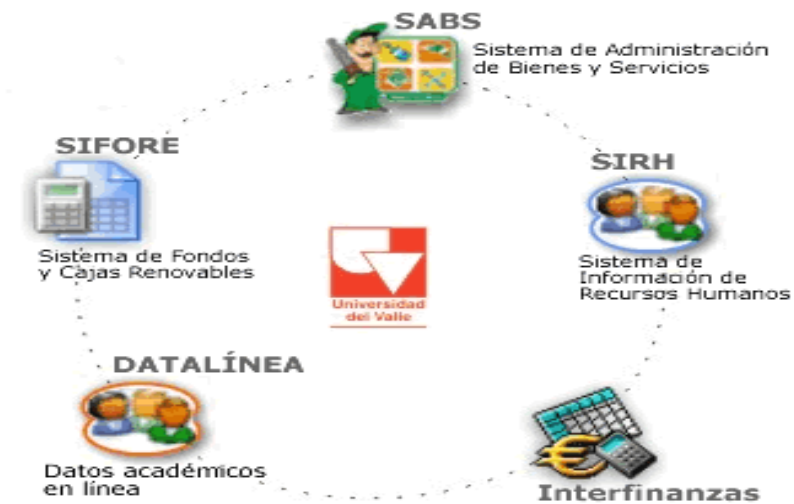 SABS
Sistema de Administración
de Bienes y Servicios
SIFORE
Sistema de Fondos
y Cajas Renovables
SIRH
Sistema de
Información de
Recursos Humanos
Universidad
del Valle
DATALÍNEA
Datos académicos
en línea
Interfinanzas